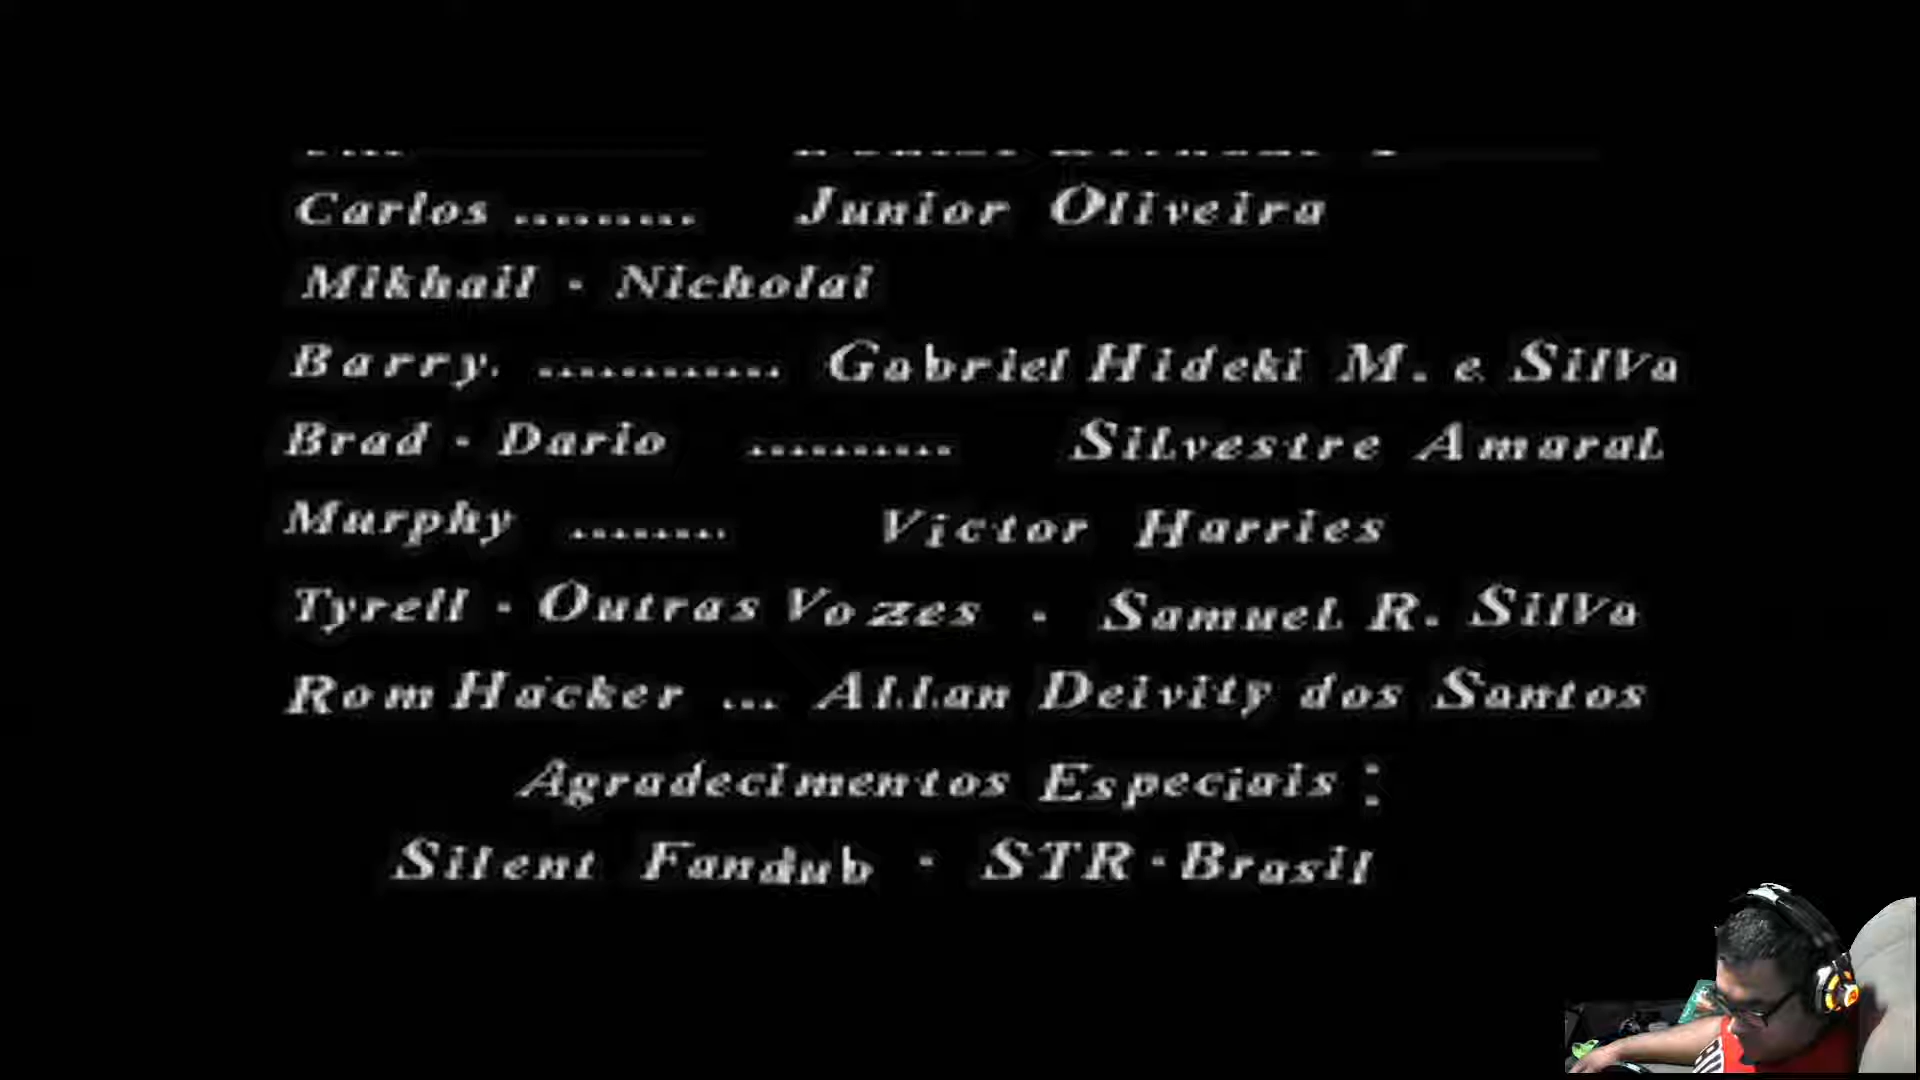 Carlos ......... Junior Oliveira
Mikhail - Nicholai
Barry. ............ Gabriel Hideki M. e SilVa
Brad - Dario .......... SiLvestre AmaraL
Murphy ........ Victor Harries
Tyrell - Outras Vozes - SamueL R. SilVa
Rom Hacker ... ALLan Deivity dos Santos
Agradecimentos Especiais :
Silent Fandub - STR-Brasil